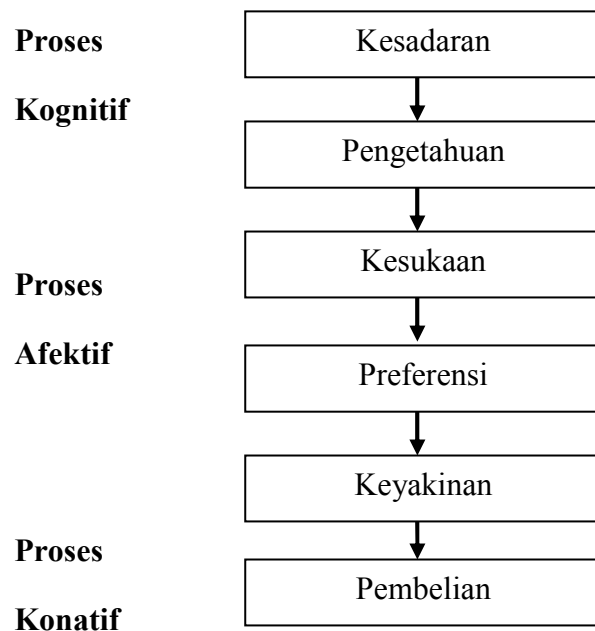 Proses
Kognitif
Kesadaran
Pengetahuan
Proses
Afektif
Kesukaan
Preferensi
Keyakinan
Proses
Konatif
Pembelian